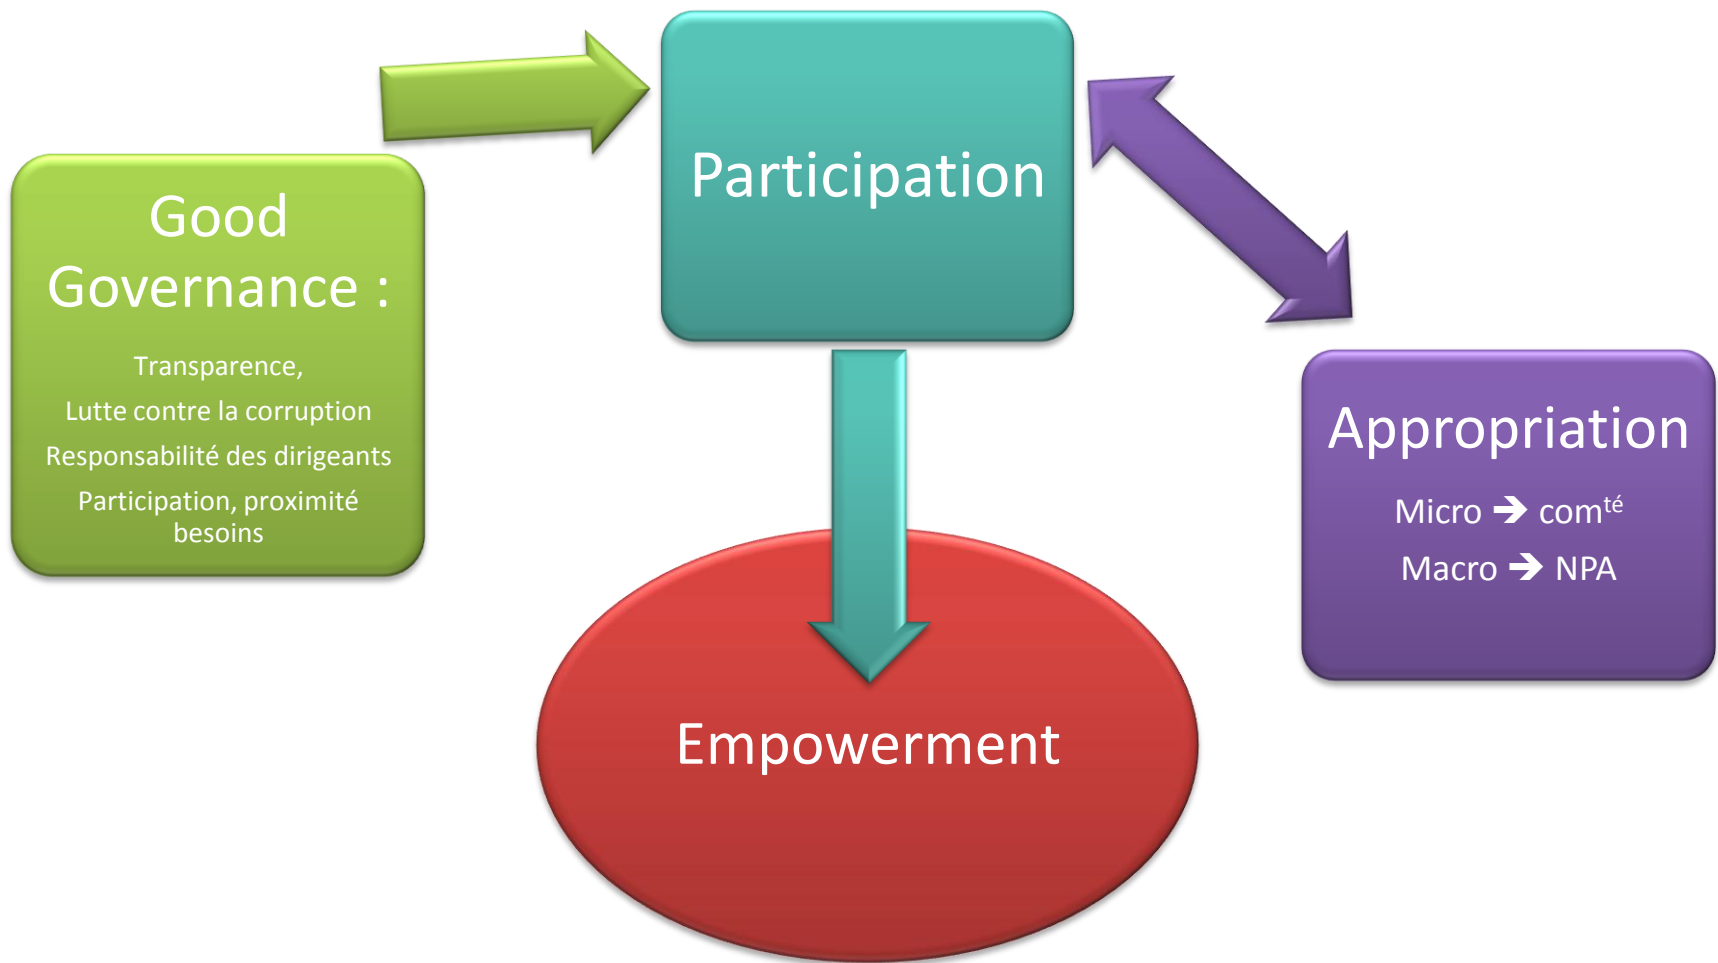 Good
Governance :
Transparence,
Lutte contre la corruption
Responsabilité des dirigeants
Participation, proximité
besoins
Participation
Appropriation
Micro ➔ comᵗᵉ́
Macro ➔ NPA
Empowerment